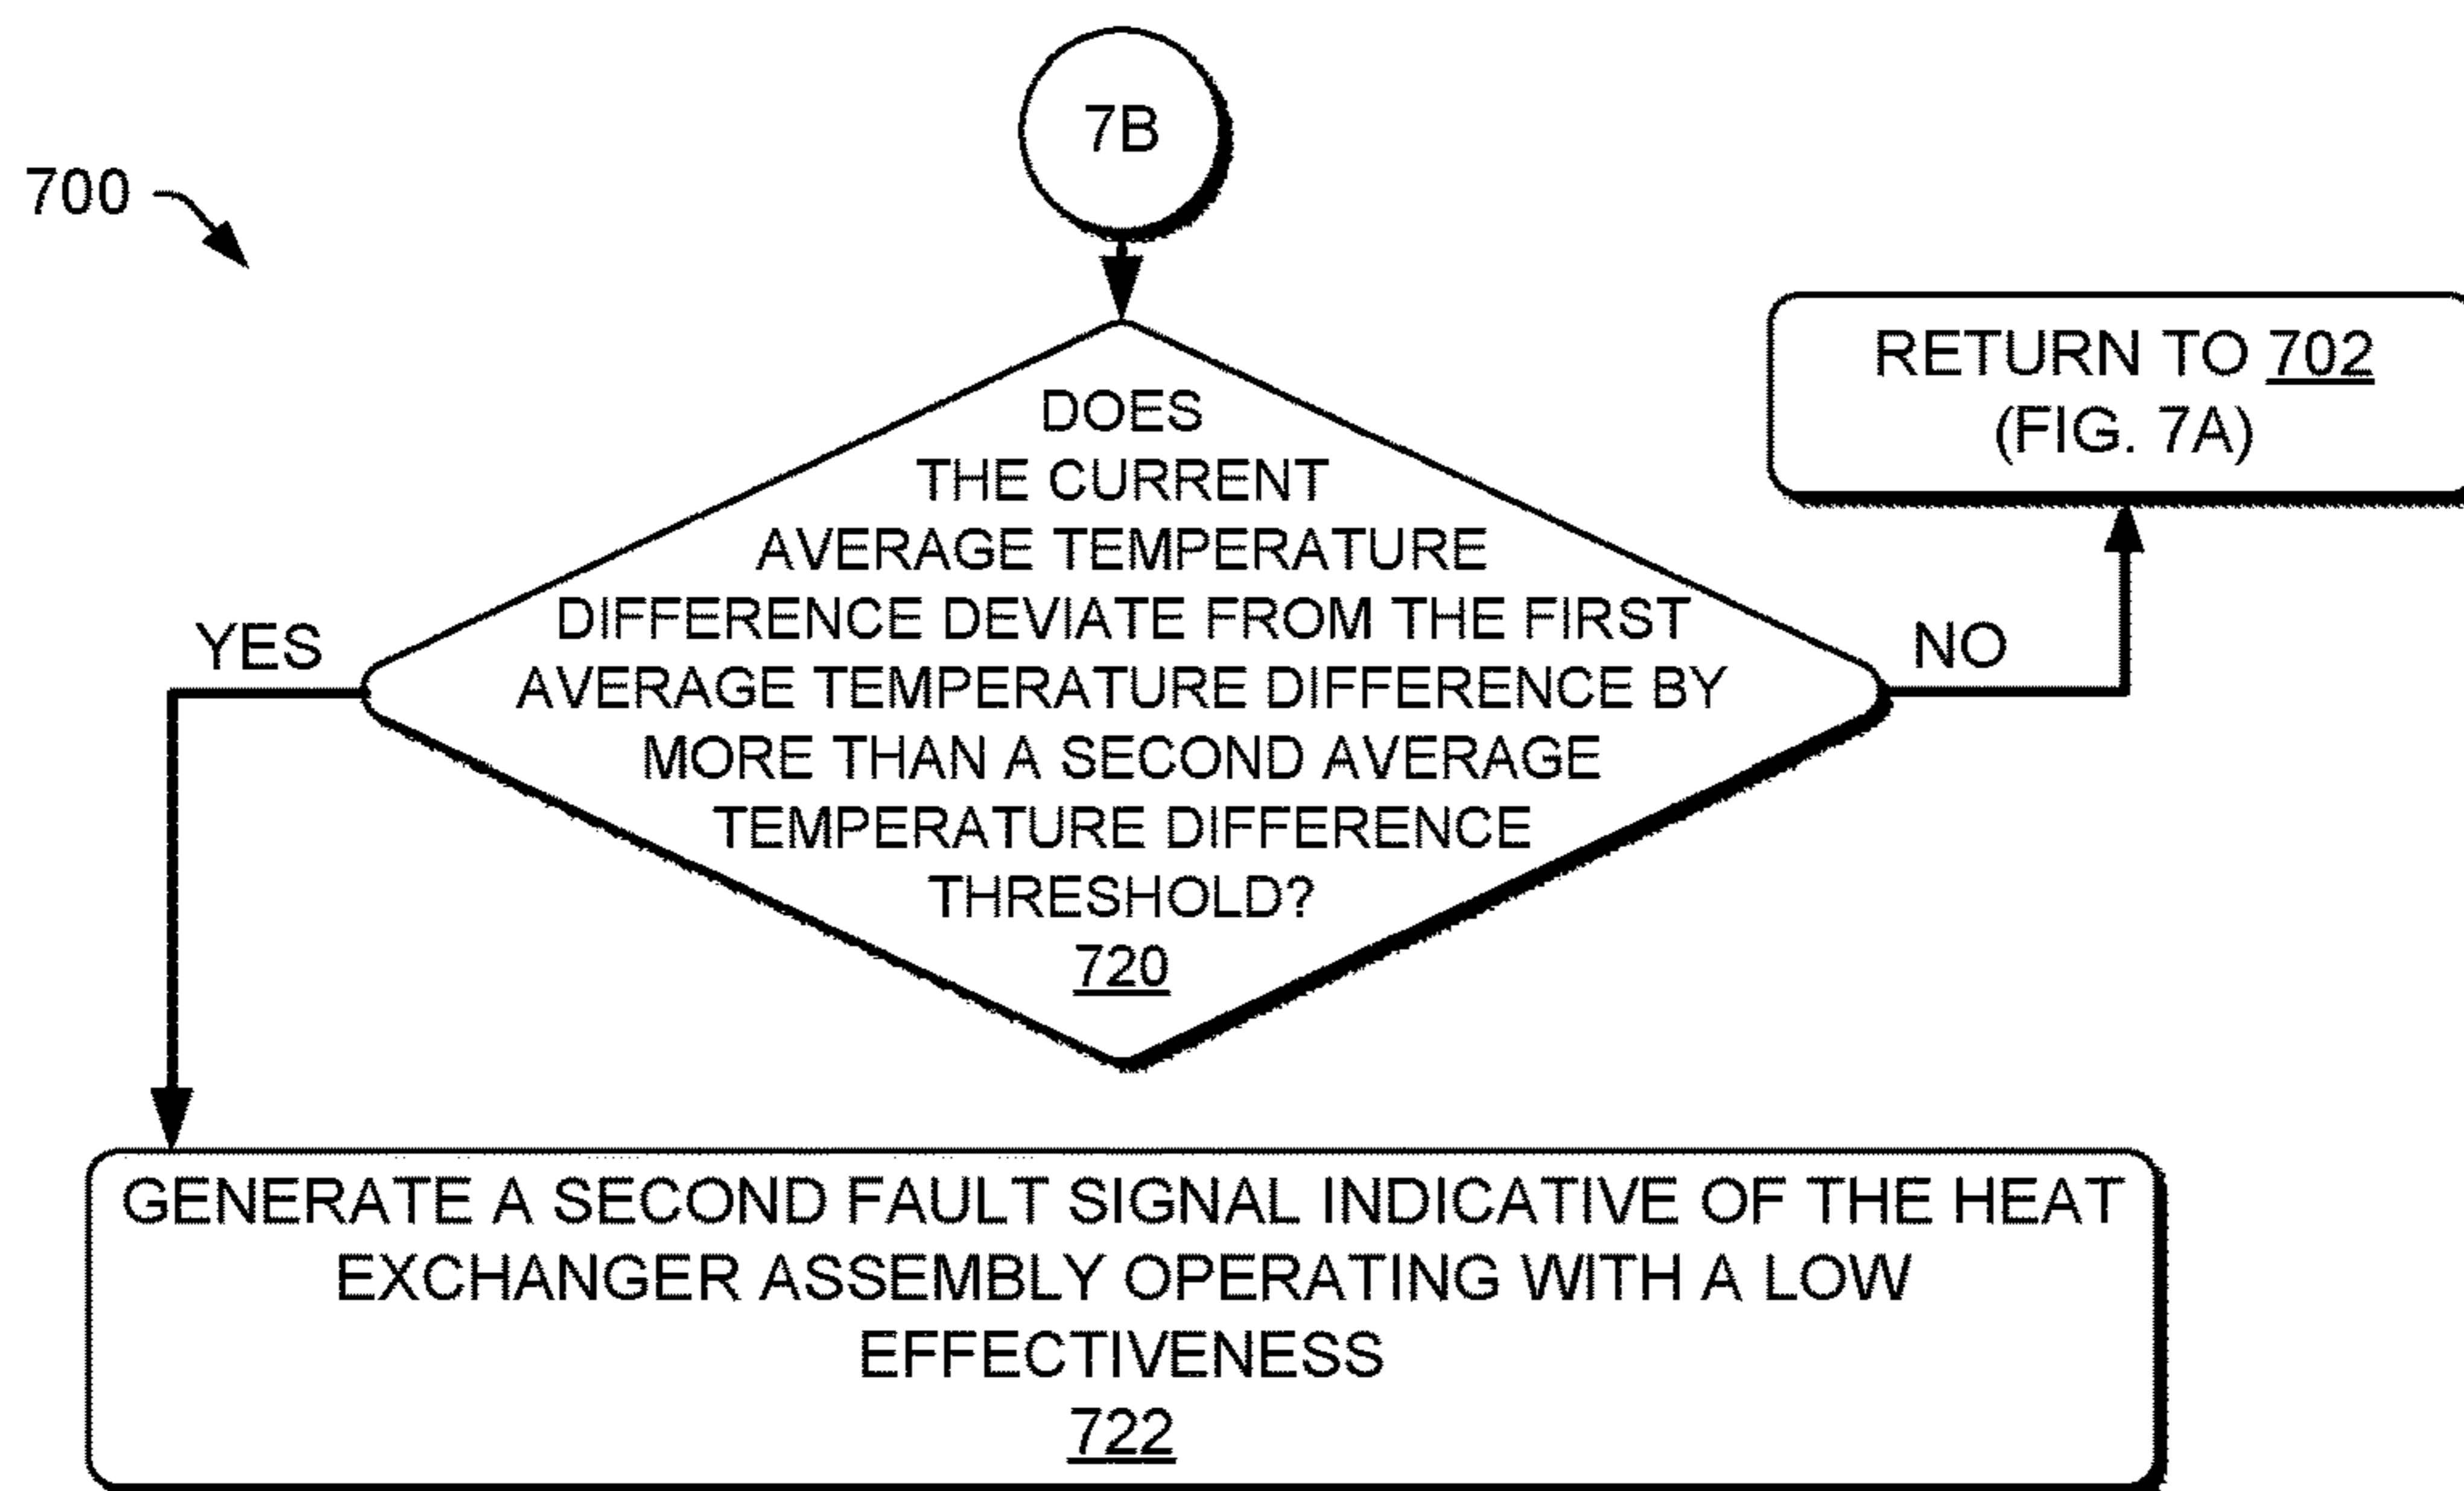 7B
700
RETURN TO 702
(FIG. 7A)
DOES
THE CURRENT
AVERAGE TEMPERATURE
DIFFERENCE DEVIATE FROM THE FIRST
AVERAGE TEMPERATURE DIFFERENCE BY
MORE THAN A SECOND AVERAGE
TEMPERATURE DIFFERENCE
THRESHOLD?
720
YES
NO
GENERATE A SECOND FAULT SIGNAL INDICATIVE OF THE HEAT
EXCHANGER ASSEMBLY OPERATING WITH A LOW
EFFECTIVENESS
722